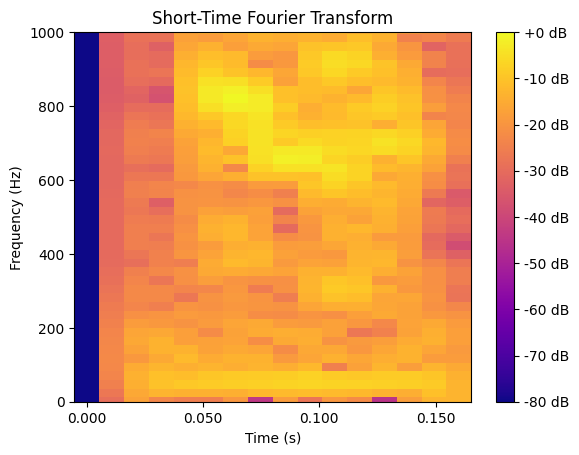 Short-Time Fourier Transform
Frequency (Hz)
1000
800
600
400
200
0
0.000 0.050 0.100 0.150
Time (s)
+0 dB
-10 dB
-20 dB
-30 dB
-40 dB
-50 dB
-60 dB
-70 dB
-80 dB